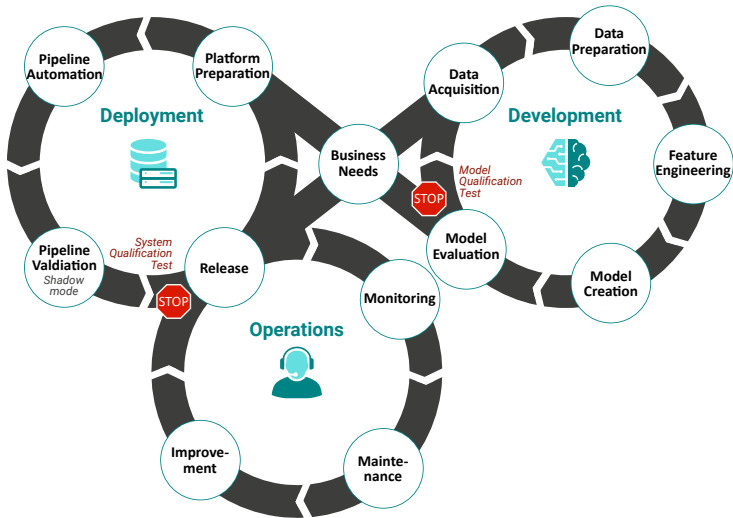 Pipeline
Automation
Platform
Preparation
Deployment
Pipeline
Valdiation
Shadow
mode
System
Qualification
Test
STOP
Release
Business
Needs
Data
Acquisition
Data
Preparation
Development
Feature
Engineering
Model
Qualification
Test
STOP
Model
Evaluation
Model
Creation
Operations
Monitoring
Mainte-
nance
Improve-
ment